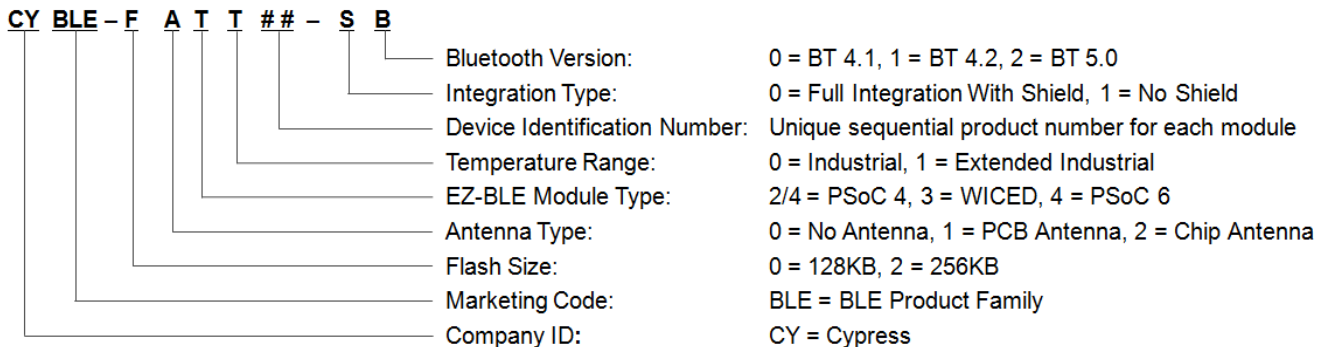 CY BLE – F A T T ## – S B
Bluetooth Version: 0 = BT 4.1, 1 = BT 4.2, 2 = BT 5.0
Integration Type: 0 = Full Integration With Shield, 1 = No Shield
Device Identification Number: Unique sequential product number for each module
Temperature Range: 0 = Industrial, 1 = Extended Industrial
EZ-BLE Module Type: 2/4 = PSoC 4, 3 = WICED, 4 = PSoC 6
Antenna Type: 0 = No Antenna, 1 = PCB Antenna, 2 = Chip Antenna
Flash Size: 0 = 128KB, 2 = 256KB
Marketing Code: BLE = BLE Product Family
Company ID: CY = Cypress